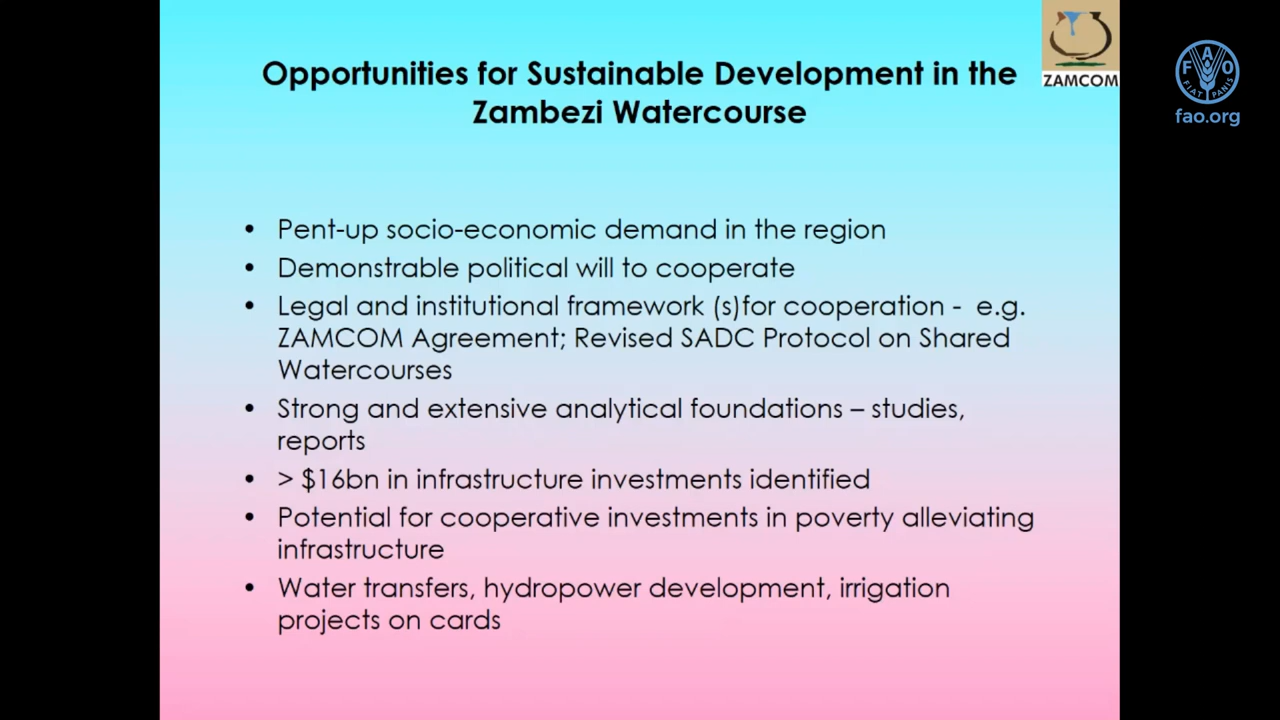 Opportunities for Sustainable Development in the
Zambezi Watercourse
ZAMCOM
F A O
FIAT PANIS
fao.org
• Pent-up socio-economic demand in the region
• Demonstrable political will to cooperate
• Legal and institutional framework (s)for cooperation - e.g.
ZAMCOM Agreement; Revised SADC Protocol on Shared
Watercourses
• Strong and extensive analytical foundations – studies,
reports
• > $16bn in infrastructure investments identified
• Potential for cooperative investments in poverty alleviating
infrastructure
• Water transfers, hydropower development, irrigation
projects on cards